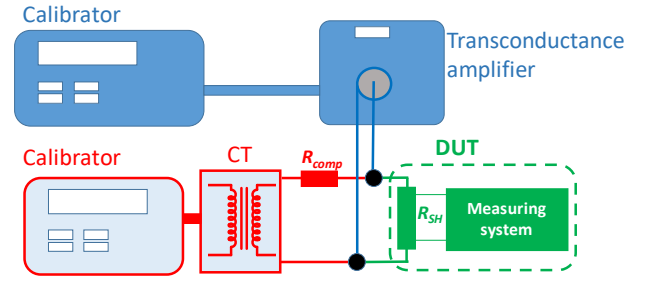 Calibrator
Transconductance
amplifier
Calibrator
CT
Rcomp
DUT
RSH
Measuring
system